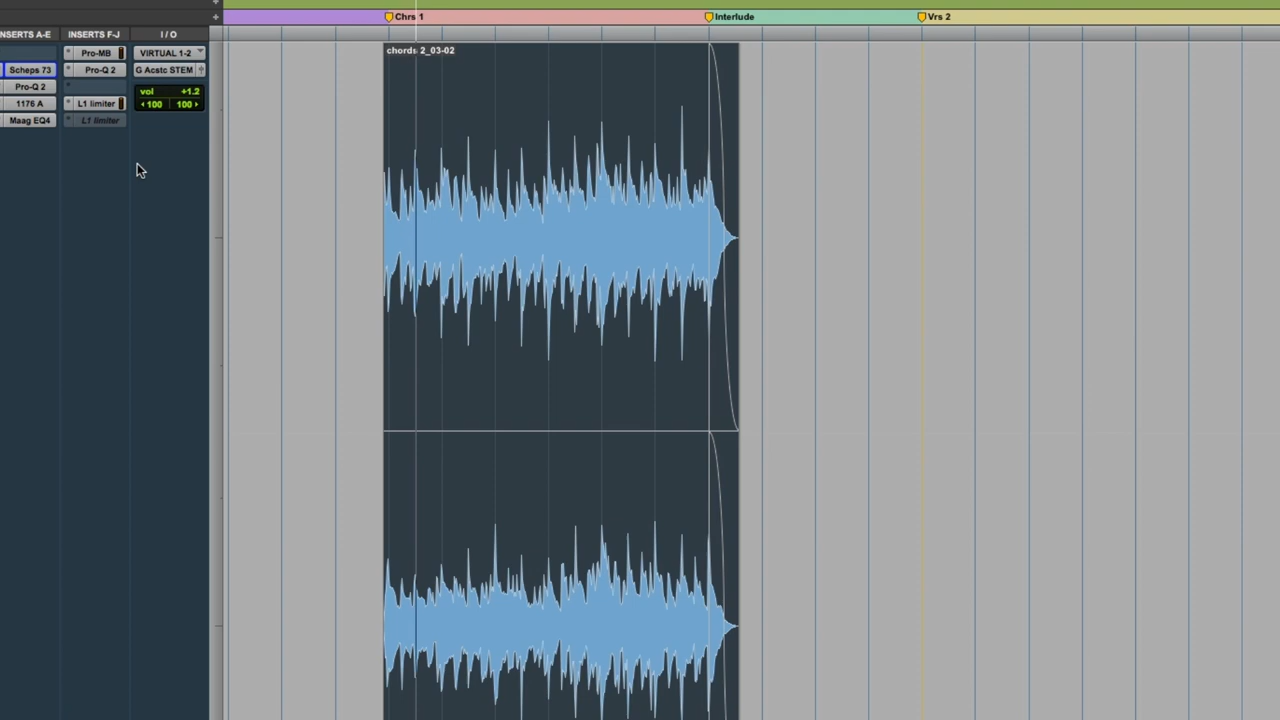 Chrs 1 Interlude Vrs 2
NSERTS A-E INSERTS F-J I / O
chords 2_03-02
Pro-MB VIRTUAL 1-2
Scheps 73 Pro-Q 2 G Acstc STEM
Pro-Q 2
vol +1.2
1176 A L1 limiter 100 100
Maag EQ4 L1 limiter